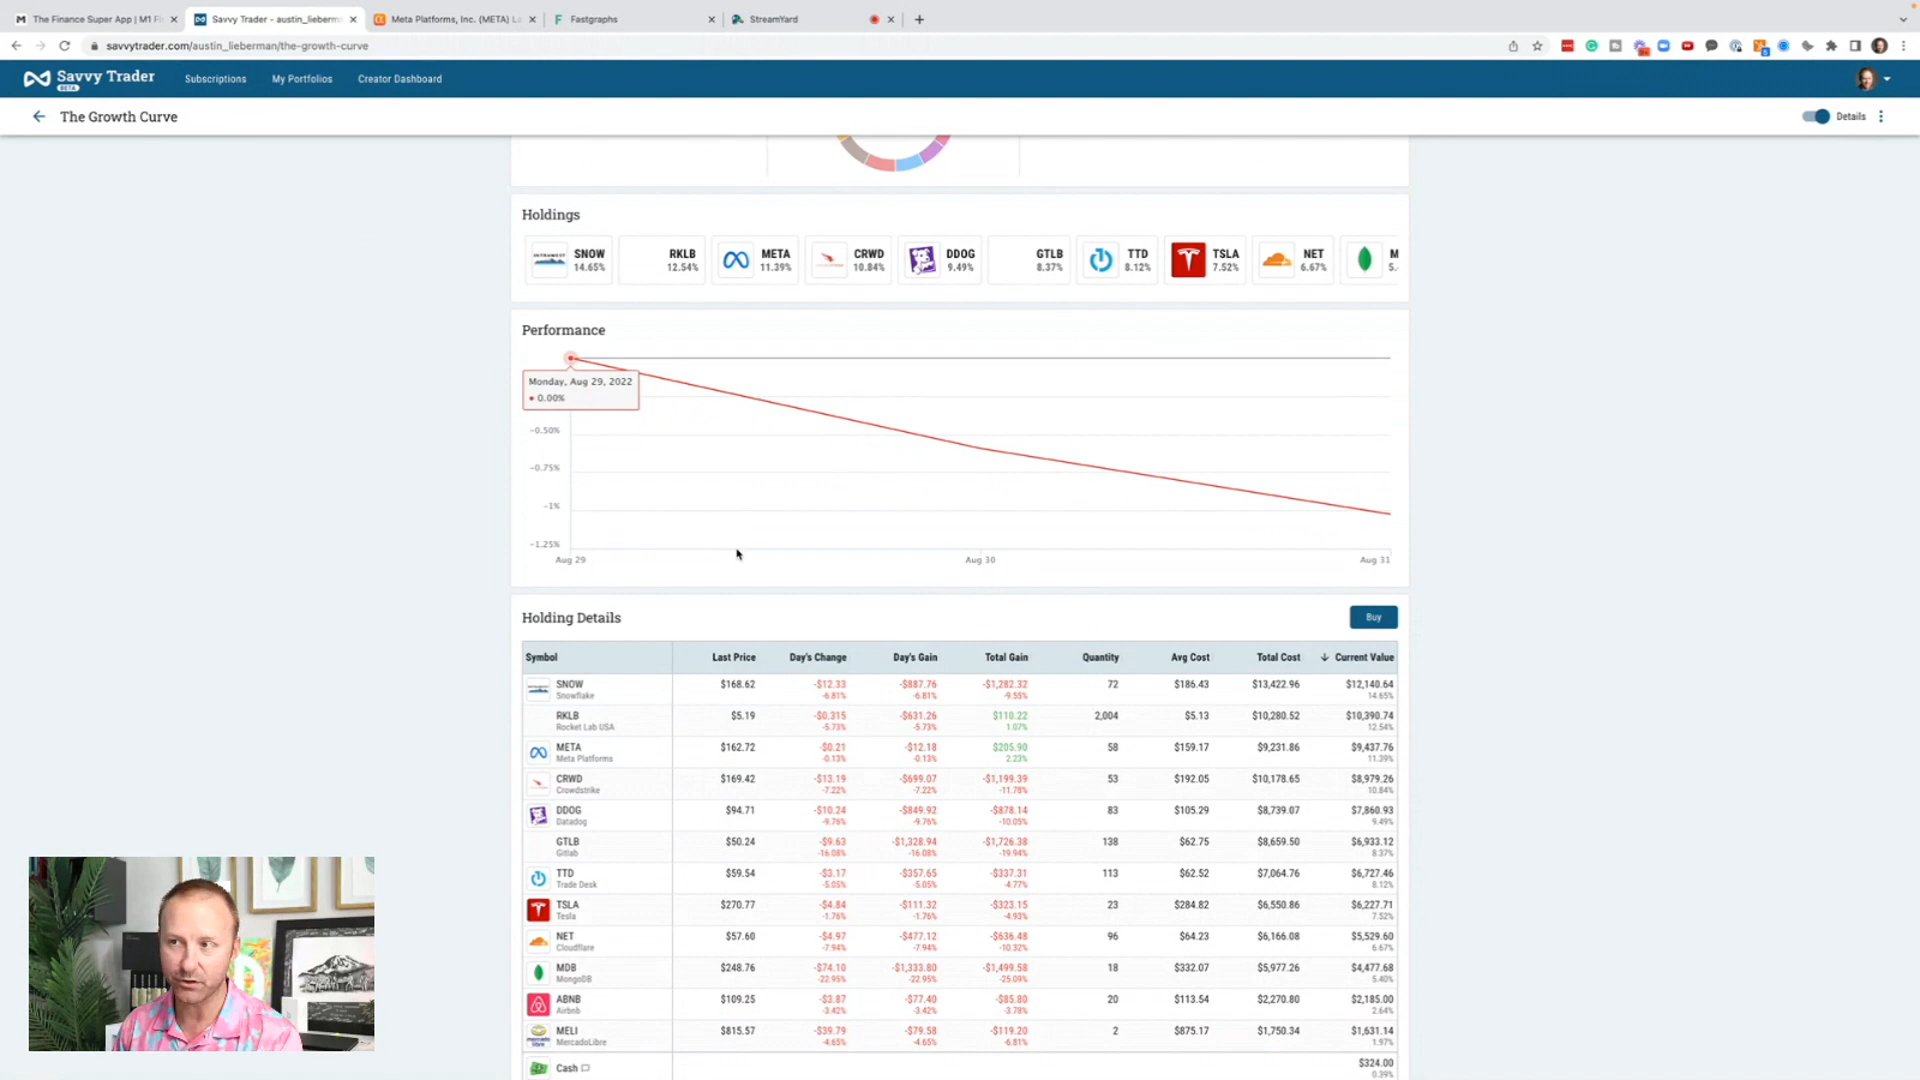 The Finance Super App | M1 Fi
Savvy Trader - austin_lieberm
Meta Platforms, Inc. (META) L
Fastgraphs
StreamYard
savvytrader.com/austin_lieberman/the-growth-curve
Savvy Trader
BETA
Subscriptions
My Portfolios
Creator Dashboard
The Growth Curve
Details
Holdings
SNOW
14.65%
RKLB
12.54%
META
11.39%
CRWD
10.84%
DDOG
9.49%
GTLB
8.37%
TTD
8.12%
TSLA
7.52%
NET
6.67%
M
5.
Performance
Monday, Aug 29, 2022
0.00%
-0.50%
-0.75%
-1%
-1.25%
Aug 29
Aug 30
Aug 31
Holding Details
Buy
Symbol Last Price Day's Change Day's Gain Total Gain Quantity Avg Cost Total Cost Current Value
SNOW $168.62 -$12.33 -$887.76 -$1,282.32 72 $186.43 $13,422.96 $12,140.64
Snowflake -6.81% -6.81% -9.55% 14.65%
RKLB $5.19 -$0.315 -$631.26 $110.22 2,004 $5.13 $10,280.52 $10,390.74
Rocket Lab USA -5.73% -5.73% 1.07% 12.54%
META $162.72 -$0.21 -$12.18 $205.90 58 $159.17 $9,231.86 $9,437.76
Meta Platforms -0.13% -0.13% 2.23% 11.39%
CRWD $169.42 -$13.19 -$699.07 -$1,199.39 53 $192.05 $10,178.65 $8,979.26
Crowdstrike -7.22% -7.22% -11.78% 10.84%
DDOG $94.71 -$10.24 -$849.92 -$878.14 83 $105.29 $8,739.07 $7,860.93
Datadog -9.76% -9.76% -10.05% 9.49%
GTLB $50.24 -$9.63 -$1,328.94 -$1,726.38 138 $62.75 $8,659.50 $6,933.12
Gitlab -16.08% -16.08% -19.94% 8.37%
TTD $59.54 -$3.17 -$357.65 -$337.31 113 $62.52 $7,064.76 $6,727.46
Trade Desk -5.05% -5.05% -4.77% 8.12%
TSLA $270.77 -$4.84 -$111.32 -$323.15 23 $284.82 $6,550.86 $6,227.71
Tesla -1.76% -1.76% -4.93% 7.52%
NET $57.60 -$4.97 -$477.12 -$636.48 96 $64.23 $6,166.08 $5,529.60
Cloudflare -7.94% -7.94% -10.32% 6.67%
MDB $248.76 -$74.10 -$1,333.80 -$1,499.58 18 $332.07 $5,977.26 $4,477.68
MongoDB -22.95% -22.95% -25.09% 5.40%
ABNB $109.25 -$3.87 -$77.40 -$85.80 20 $113.54 $2,270.80 $2,185.00
Airbnb -3.42% -3.42% -3.78% 2.64%
MELI $815.57 -$39.79 -$79.58 -$119.20 2 $875.17 $1,750.34 $1,631.14
MercadoLibre -4.65% -4.65% -6.81% 1.97%
Cash $324.00
0.39%